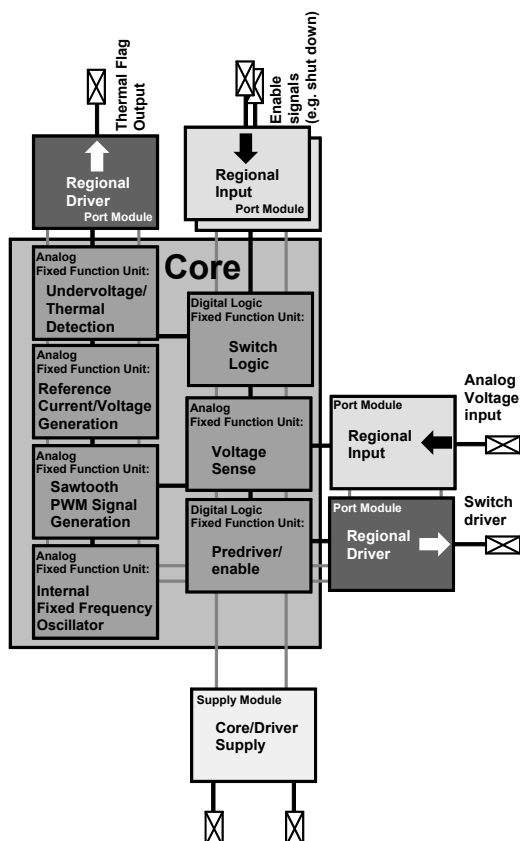 Thermal Flag
Output
Enable
signals
(e.g. shut down)
Regional
Driver
Port Module
Regional
Input
Port Module
Core
Analog
Fixed Function Unit:
Undervoltage/
Thermal
Detection
Digital Logic
Fixed Function Unit:
Switch
Logic
Analog
Fixed Function Unit:
Reference
Current/Voltage
Generation
Analog
Fixed Function Unit:
Voltage
Sense
Port Module
Regional
Input
Analog
Voltage
input
Analog
Fixed Function Unit:
Sawtooth
PWM Signal
Generation
Digital Logic
Fixed Function Unit:
Predriver/
enable
Port Module
Regional
Driver
Switch
driver
Analog
Fixed Function Unit:
Internal
Fixed Frequency
Oscillator
Supply Module
Core/Driver
Supply